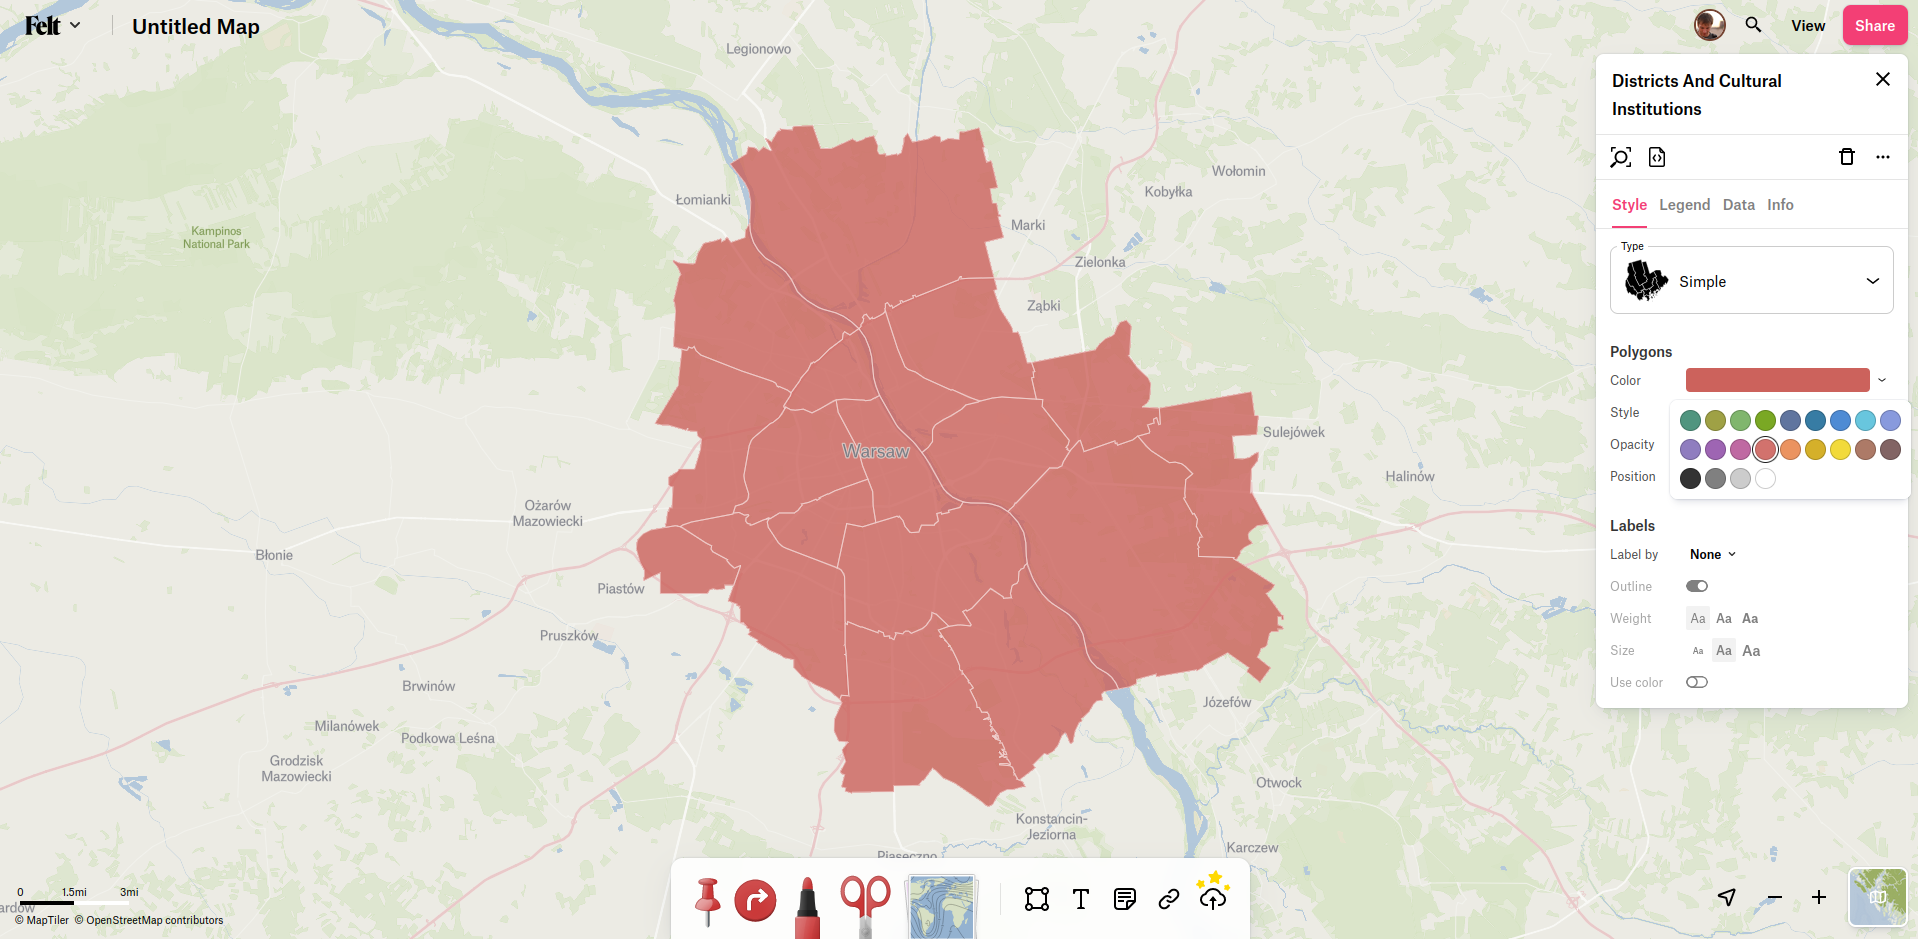 Felt
Untitled Map
View
Share
Legionowo
Wołomin
Kobyłka
Łomianki
Marki
Kampinos
National Park
Zielonka
Ząbki
Sulejówek
Warsaw
Halinów
Ożarów
Mazowiecki
Błonie
Piastów
Pruszków
Brwinów
Józefów
Milanówek
Podkowa Leśna
Grodzisk
Mazowiecki
Otwock
Konstancin-
Jeziorna
Karczew
Piaseczno
Districts And Cultural
Institutions
Style
Legend
Data
Info
Type
Simple
Polygons
Color
Style
Opacity
Position
Labels
Label by
None
Outline
Weight
Aa Aa Aa
Size
Aa Aa Aa
Use color
0
1.5mi
3mi
© MapTiler © OpenStreetMap contributors
T